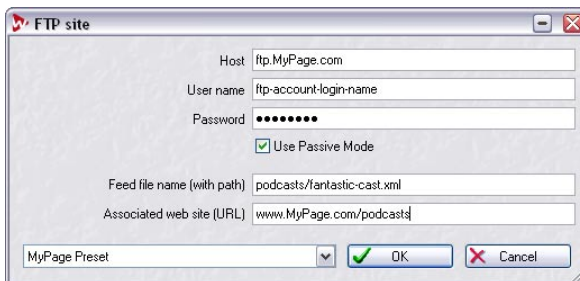 FTP site
Host ftp.MyPage.com
User name ftp-account-login-name
Password ••••••••
Use Passive Mode
Feed file name (with path) podcasts/fantastic-cast.xml
Associated web site (URL) www.MyPage.com/podcasts
MyPage Preset OK Cancel